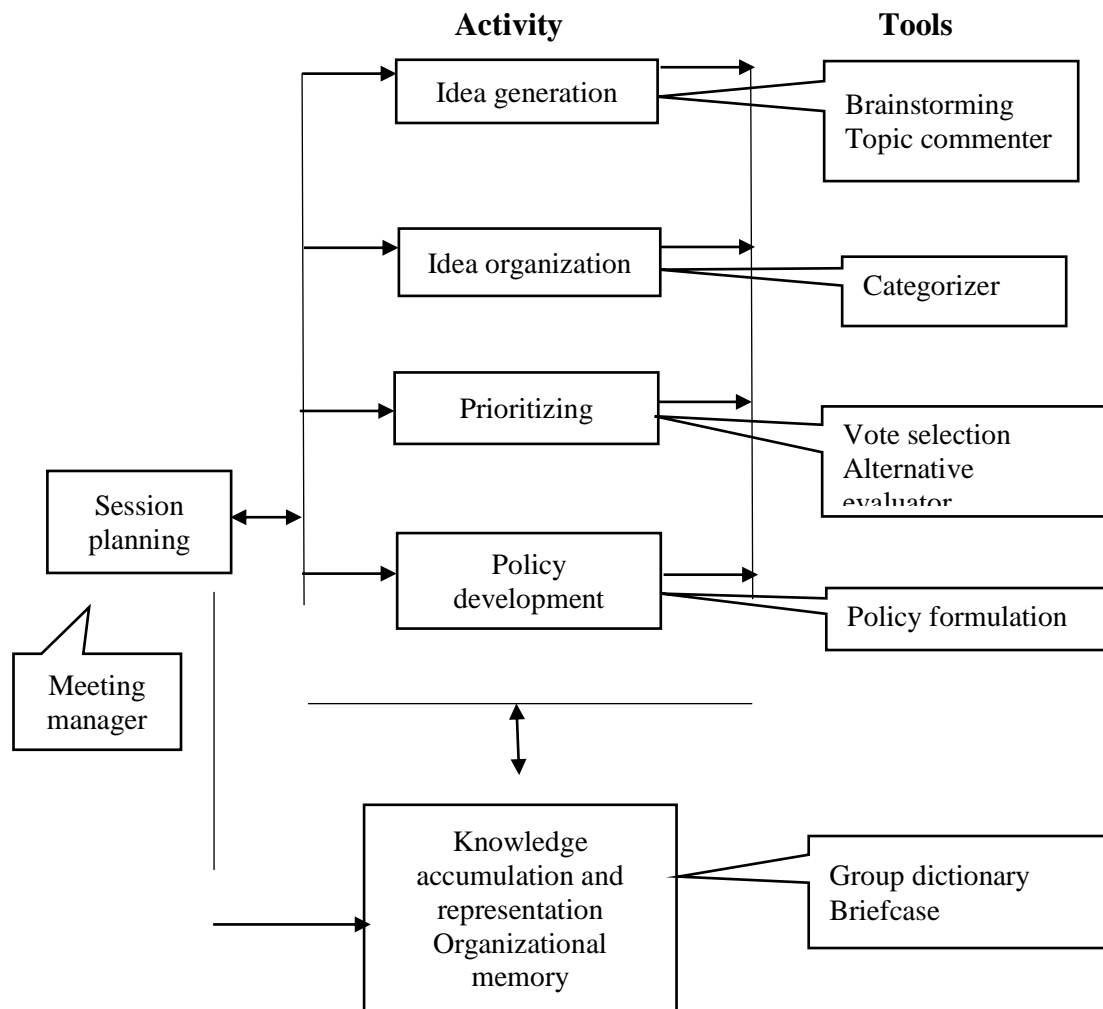 Activity
Tools
Idea generation
Brainstorming
Topic commenter
Idea organization
Categorizer
Prioritizing
Vote selection
Alternative
evaluator
Session
planning
Policy
development
Policy formulation
Meeting
manager
Knowledge
accumulation and
representation
Organizational
memory
Group dictionary
Briefcase